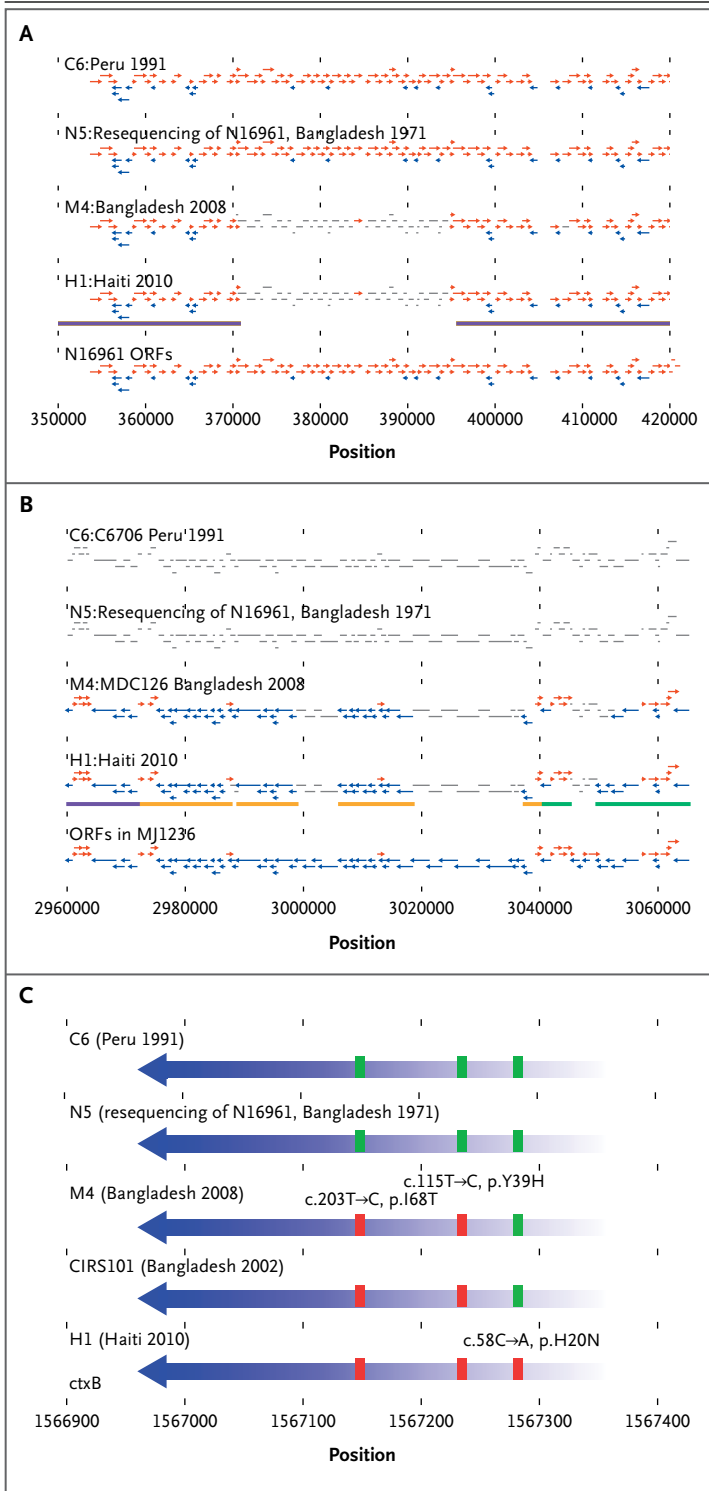 A
C6:Peru 1991
N5:Resequencing of N16961, Bangladesh 1971
M4:Bangladesh 2008
H1:Haiti 2010
N16961 ORFs
350000 360000 370000 380000 390000 400000 410000 420000
Position
B
C6:C6706 Peru 1991
N5:Resequencing of N16961, Bangladesh 1971
M4:MDC126 Bangladesh 2008
H1:Haiti 2010
ORFs in MJ1236
2960000 2980000 3000000 3020000 3040000 3060000
Position
C
C6 (Peru 1991)
N5 (resequencing of N16961, Bangladesh 1971)
c.115T→C, p.Y39H
M4 (Bangladesh 2008)
c.203T→C, p.I68T
CIRS101 (Bangladesh 2002)
H1 (Haiti 2010)
c.58C→A, p.H20N
ctxB
1566900 1567000 1567100 1567200 1567300 1567400
Position